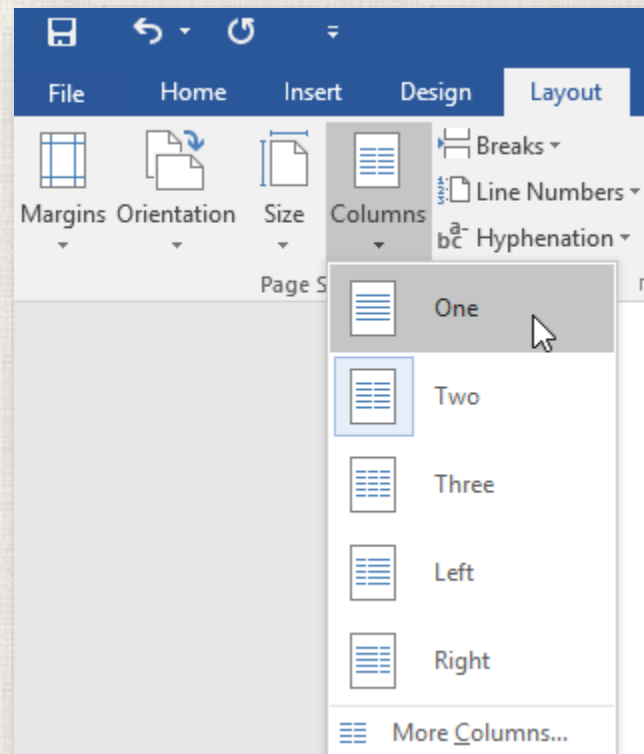 File Home Insert Design Layout
Margins Orientation Size Columns
Breaks
Line Numbers
Hyphenation
Page S
One
Two
Three
Left
Right
More Columns...